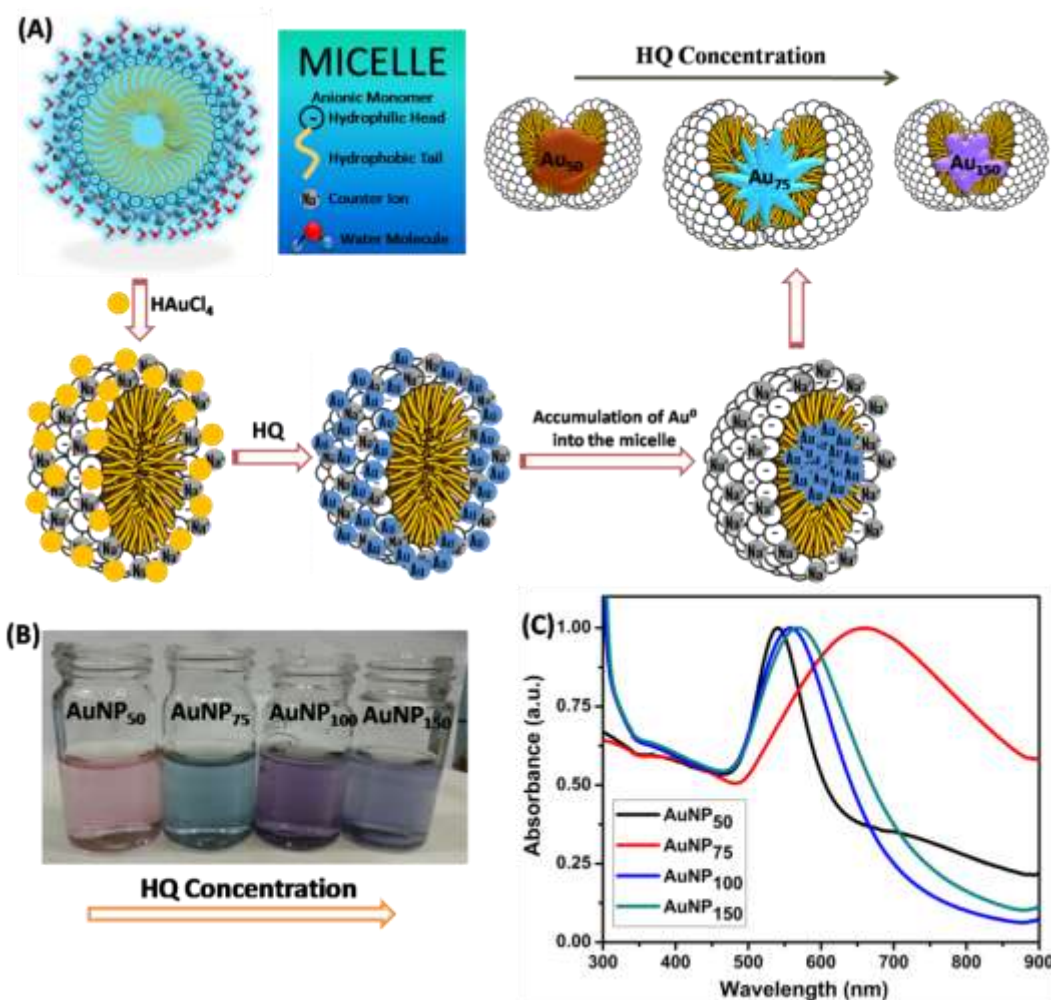 (A)
MICELLE
Anionic Monomer
Hydrophilic Head
Hydrophobic Tail
Na⁺
Counter Ion
Water Molecule
HQ Concentration
Au₅₀
Au₇₅
Au₁₅₀
HAuCl₄
HQ
Accumulation of Au⁰
into the micelle
(B)
AuNP₅₀ AuNP₇₅ AuNP₁₀₀ AuNP₁₅₀
HQ Concentration
(C)
Absorbance (a.u.)
1.00
0.75
0.50
0.25
0.00
AuNP₅₀
AuNP₇₅
AuNP₁₀₀
AuNP₁₅₀
300 400 500 600 700 800 900
Wavelength (nm)